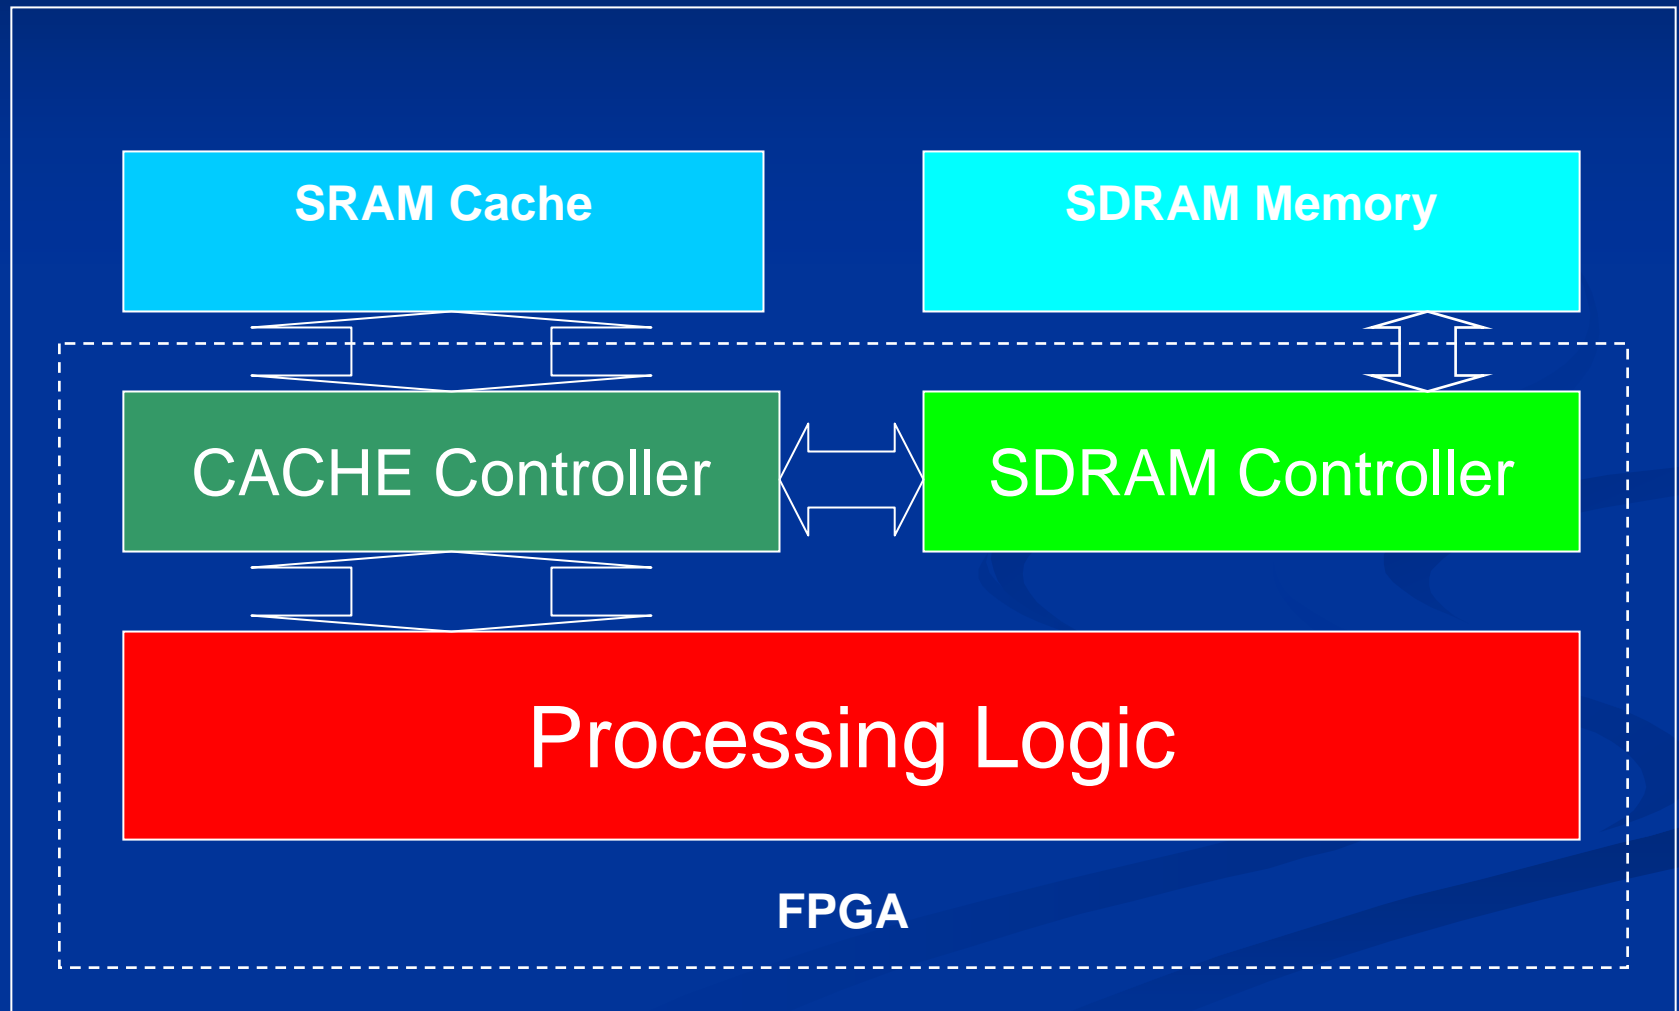 SRAM Cache
SDRAM Memory
CACHE Controller
SDRAM Controller
Processing Logic
FPGA